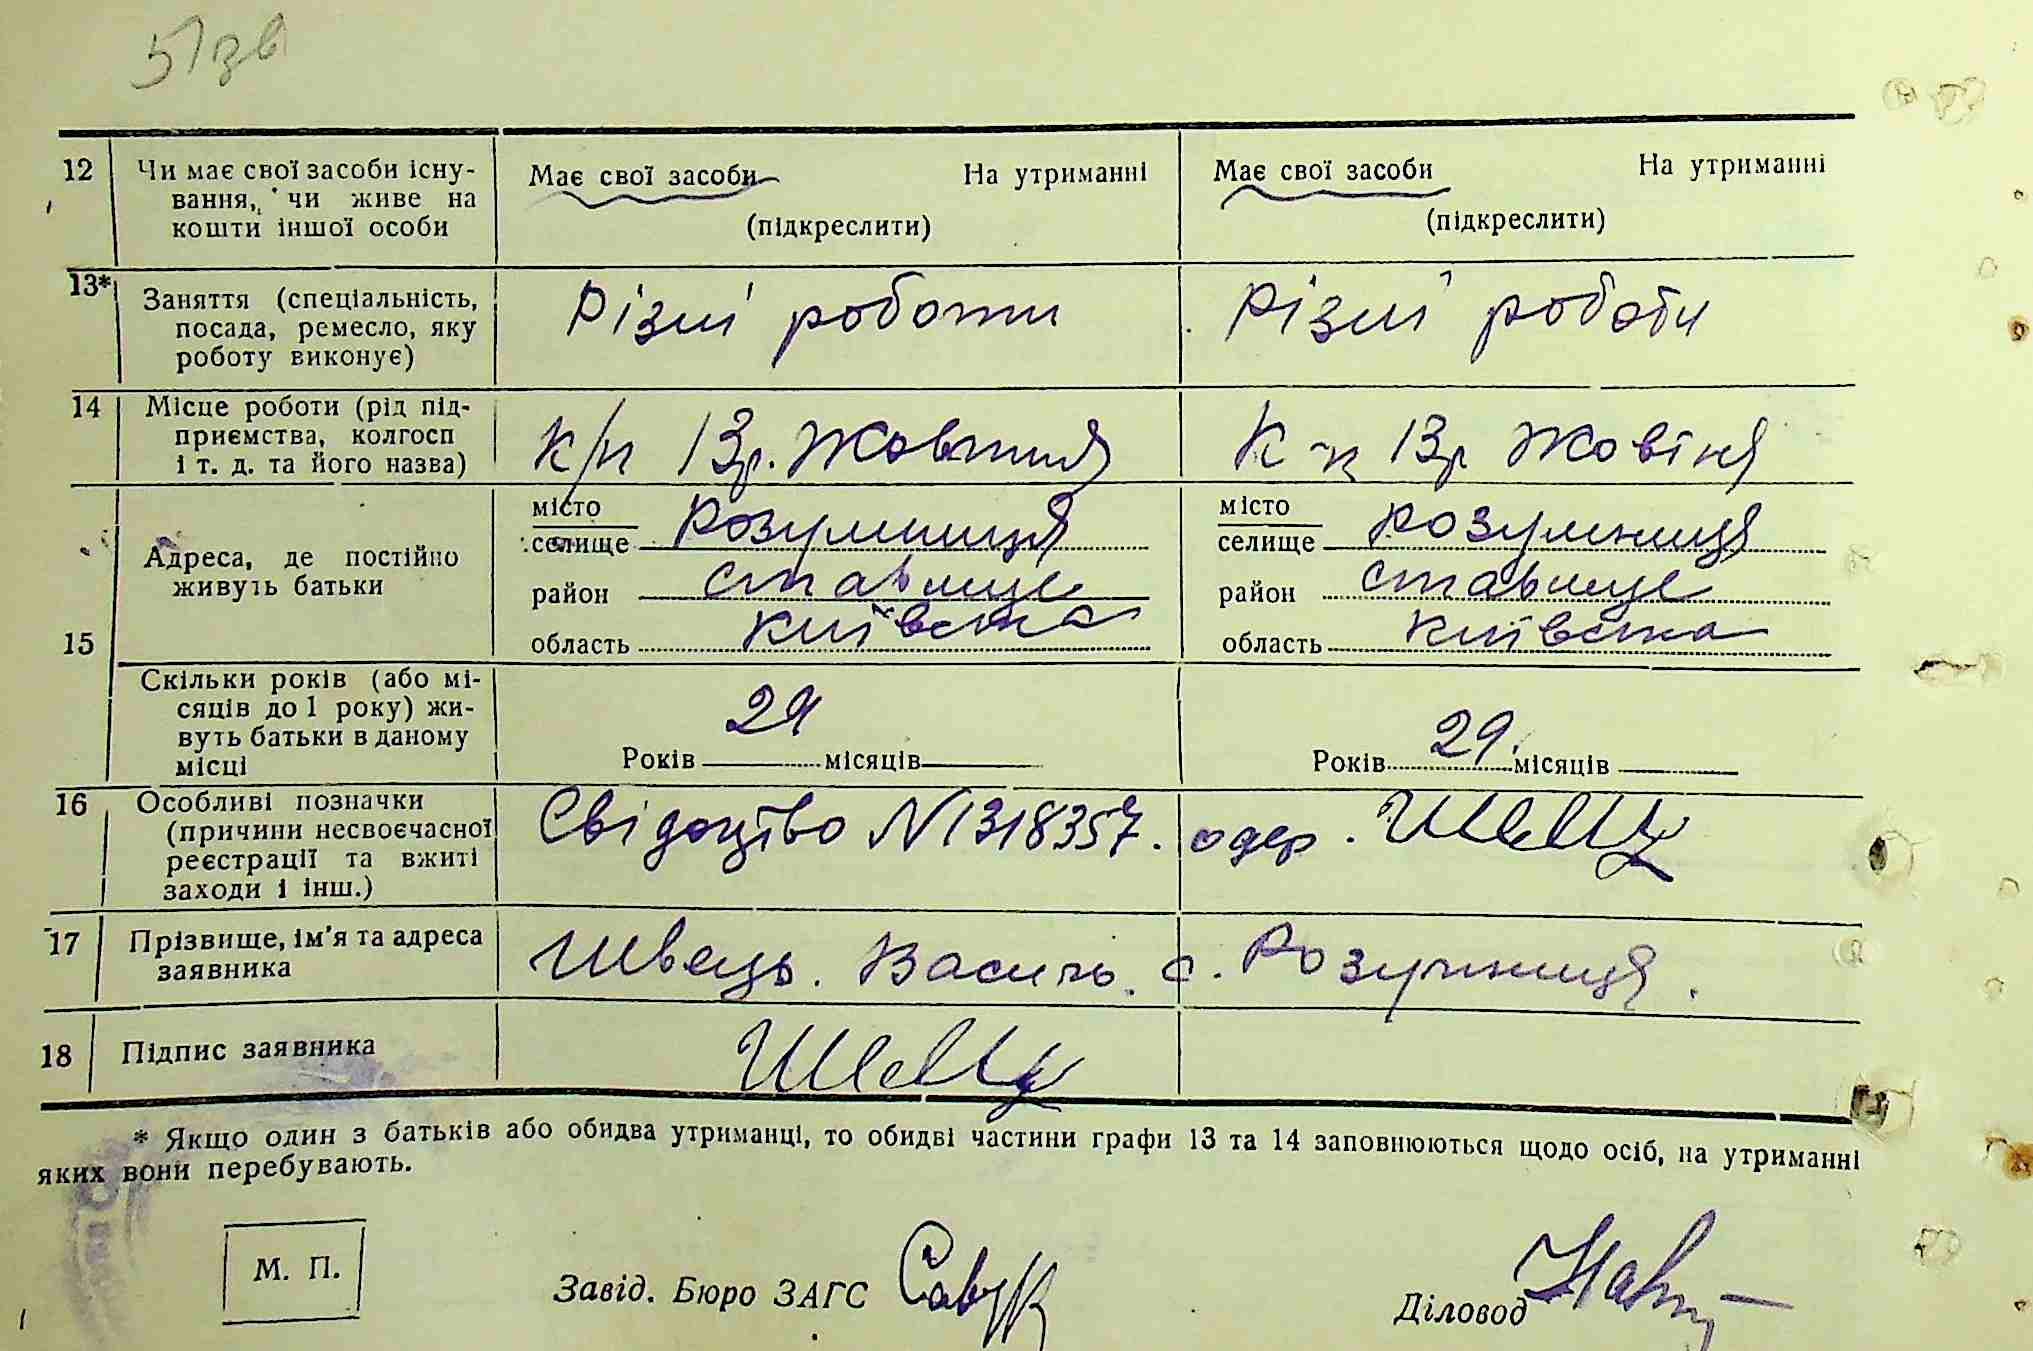 51зв
12 Чи має свої засоби існу- Має свої засоби На утриманні Має свої засоби На утриманні
вання, чи живе на
кошти іншої особи (підкреслити) (підкреслити)
13* Заняття (спеціальність, Різні роботи Різні роботи
посада, ремесло, яку
роботу виконує)
14 Місце роботи (рід під-
приємства, колгосп к/п 13р. Жовтня К-п 13р Жовтня
і т. д. та його назва)
місто місто
селище Розумниця селище Розумниця
15 Адреса, де постійно район Ставище район Ставище
живуть батьки область Київська область Київська
Скільки років (або мі-
сяців до 1 року) жи-
вуть батьки в даному 29 29.
місці Років місяців Років місяців
16 Особливі позначки
(причини несвоєчасної Свідоцтво N1318357. одер.
реєстрації та вжиті
заходи і інш.)
17 Прізвище, ім'я та адреса Швець. Василь. с. Розумниця.
заявника
18 Підпис заявника
* Якщо один з батьків або обидва утриманці, то обидві частини графи 13 та 14 заповнюються щодо осіб, на утриманні
яких вони перебувають.
М. П.
Завід. Бюро ЗАГС Савук
Діловод